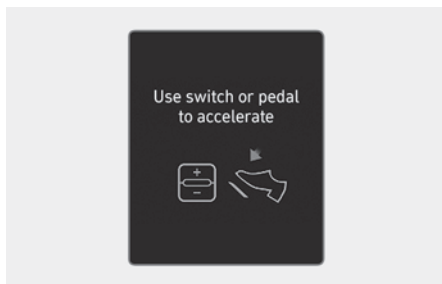 Use switch or pedal
to accelerate
+
–